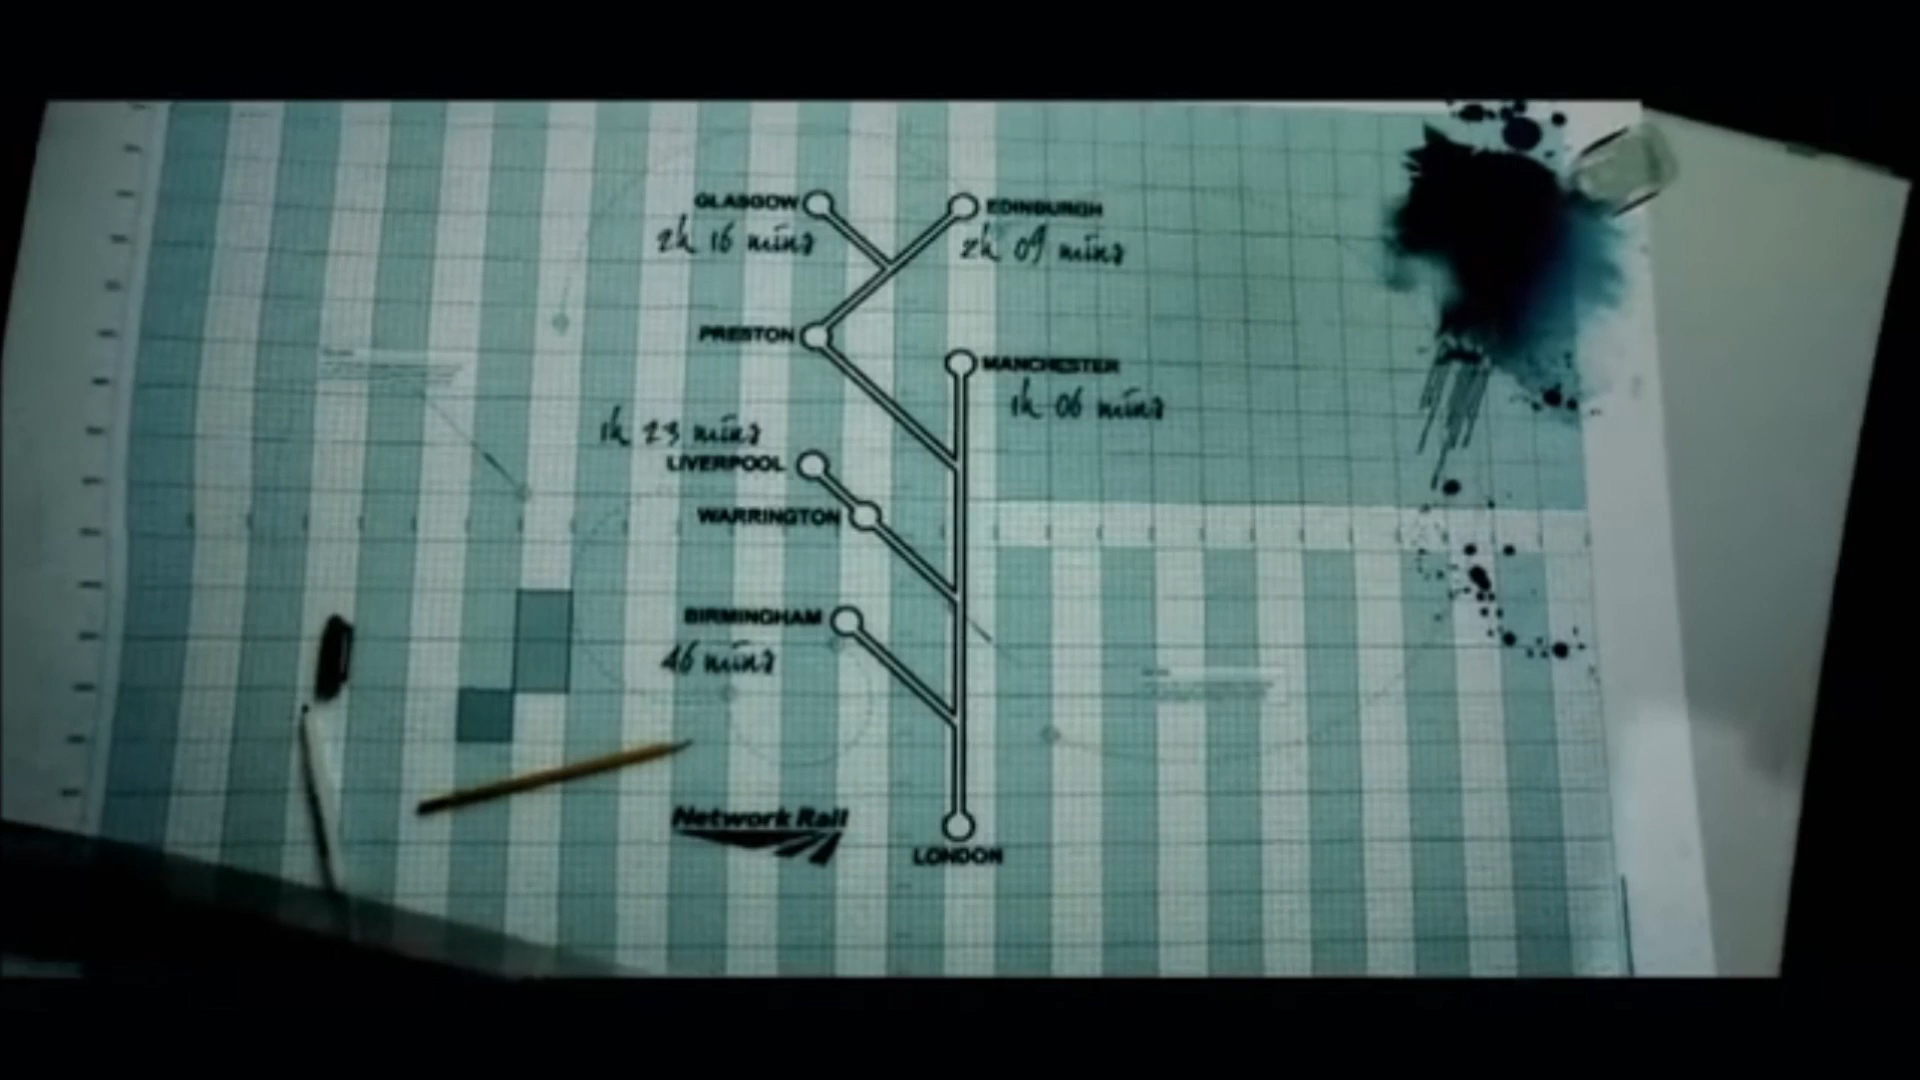 GLASGOW
EDINBURGH
2h 16 mins
2h 09 mins
PRESTON
MANCHESTER
1h 06 mins
1h 23 mins
LIVERPOOL
WARRINGTON
BIRMINGHAM
46 mins
Network Rail
LONDON